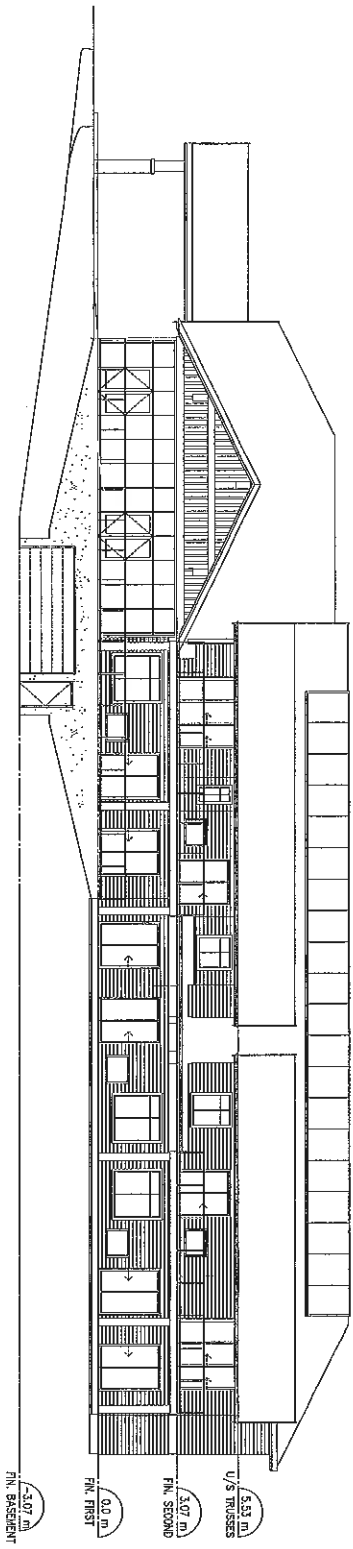 5.53 m
U/S TRUSSES
3.07 m
FIN. SECOND
0.0 m
FIN. FIRST
-3.07 m
FIN. BASEMENT